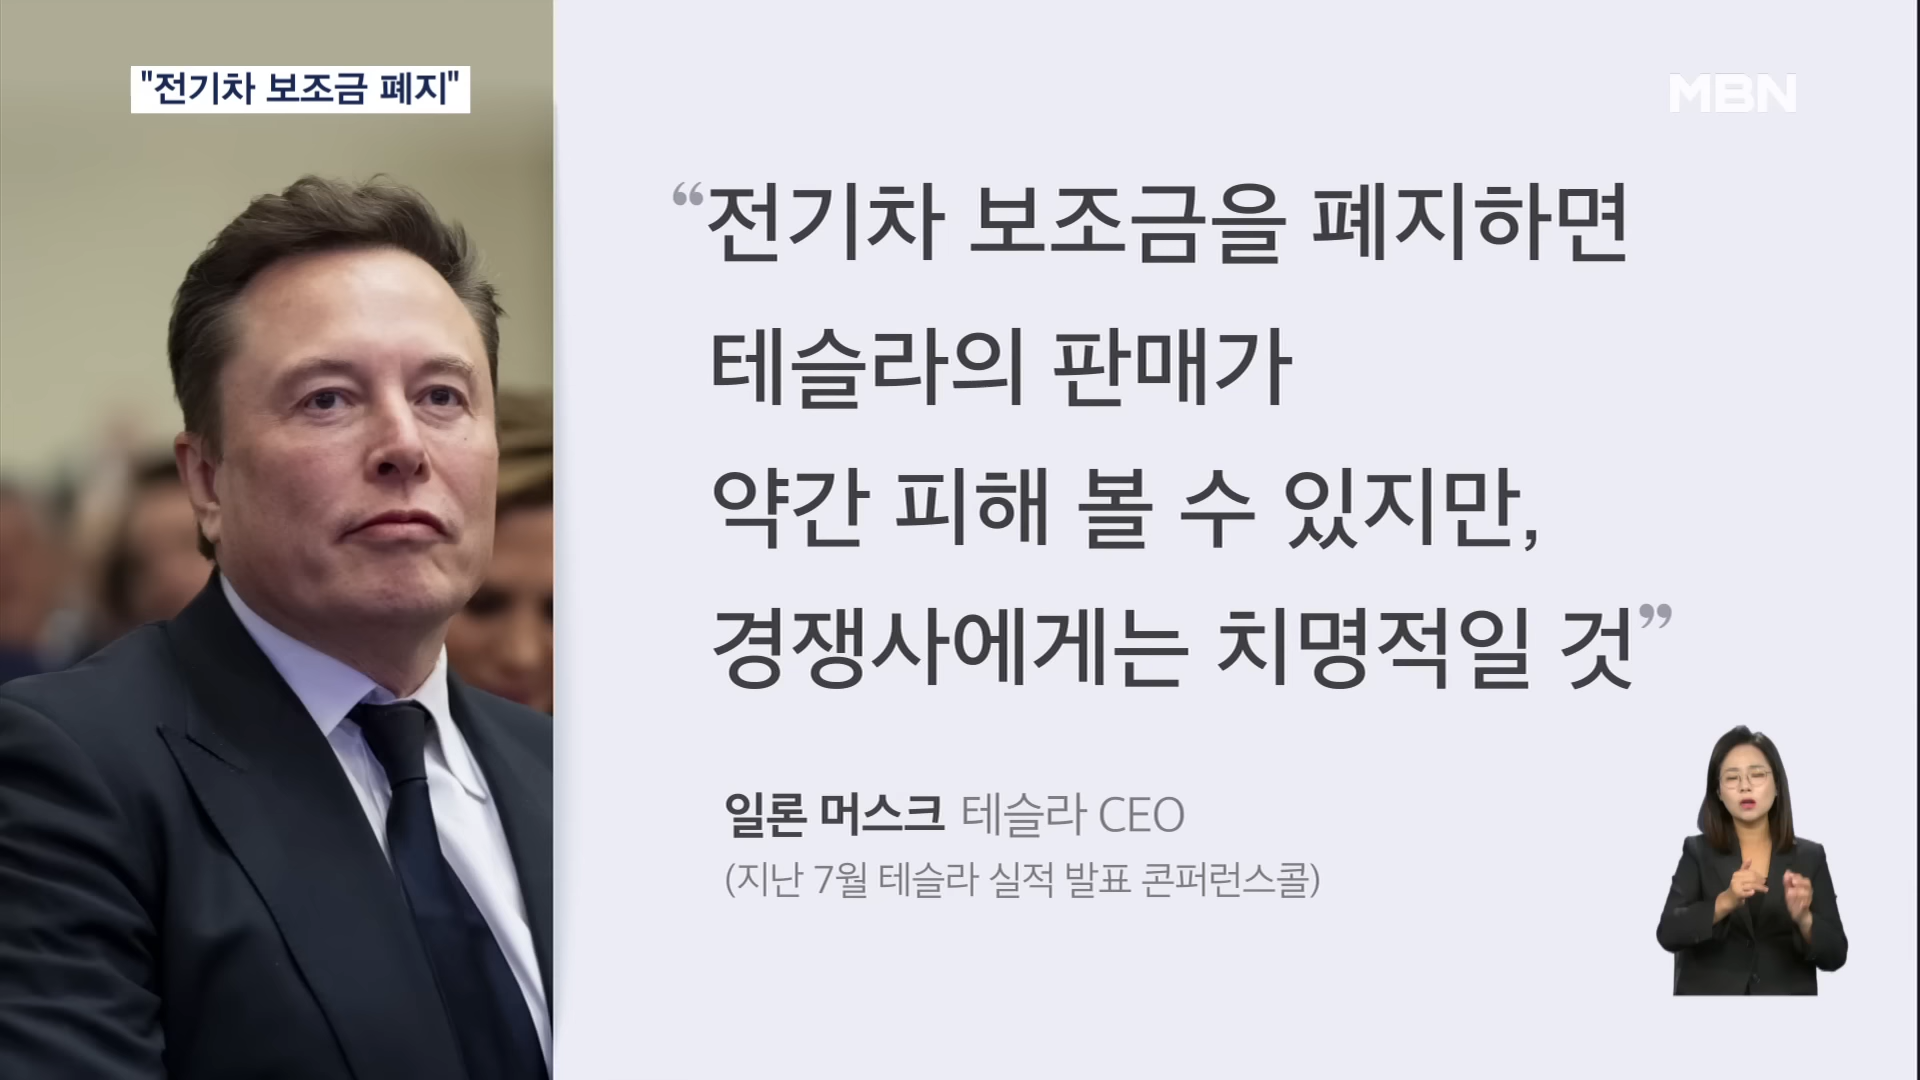 "전기차 보조금 폐지"
MBN
“전기차 보조금을 폐지하면
테슬라의 판매가
약간 피해 볼 수 있지만,
경쟁사에게는 치명적일 것”
일론 머스크 테슬라 CEO
(지난 7월 테슬라 실적 발표 콘퍼런스콜)